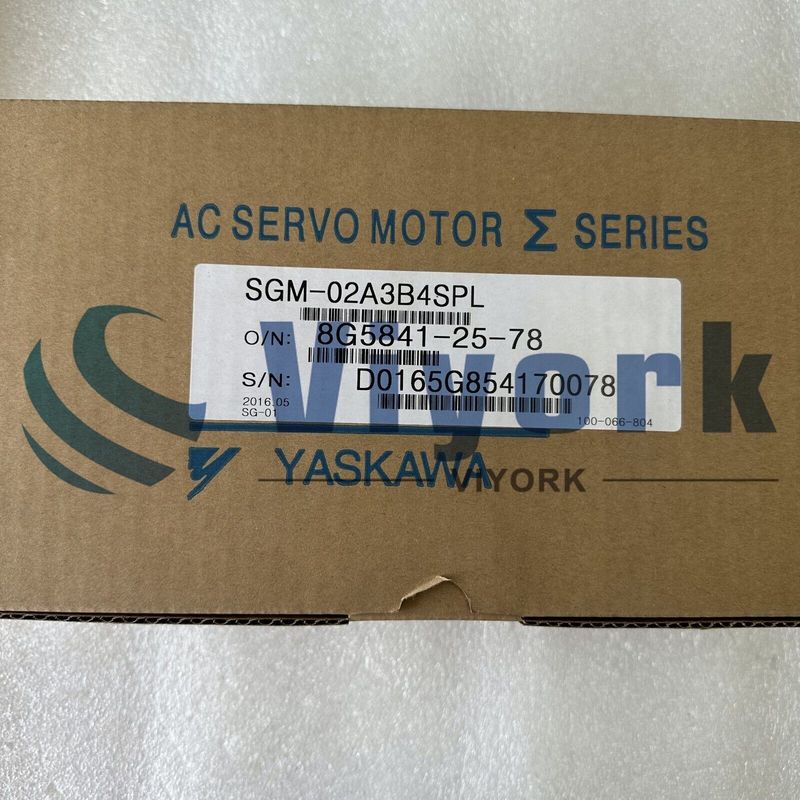 AC SERVO MOTOR Σ SERIES
SGM-02A3B4SPL
O/N: 8G5841-25-78
S/N: D0165G854170078
2016.05
SG-01
100-066-804
Viyork
YASKAWA
VIYORK